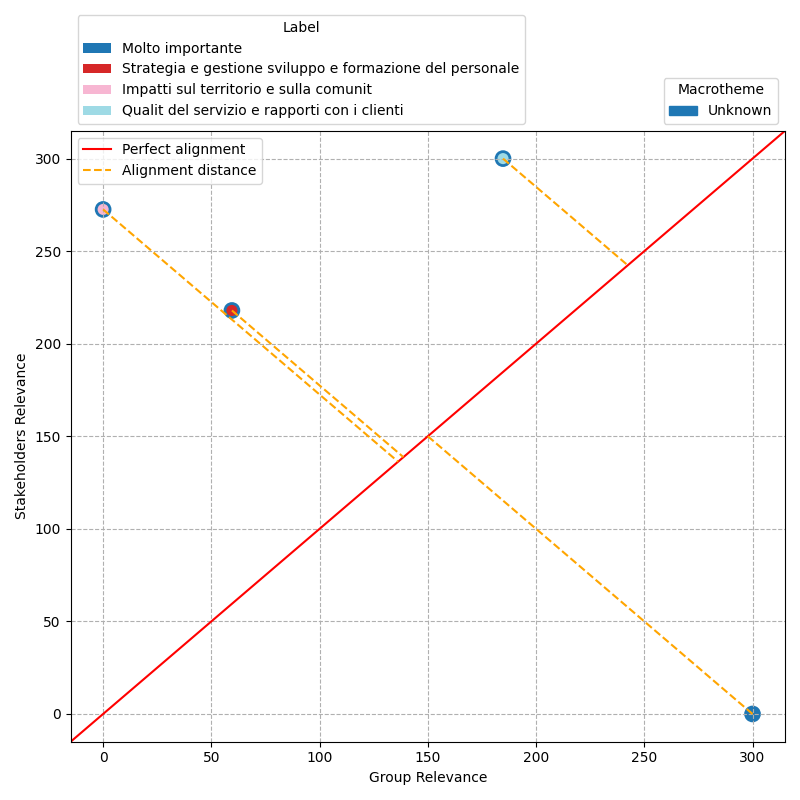 Label
Molto importante
Strategia e gestione sviluppo e formazione del personale
Impatti sul territorio e sulla comunit
Qualit del servizio e rapporti con i clienti
Macrotheme
Unknown
Perfect alignment
Alignment distance
300
250
200
150
100
50
0
Stakeholders Relevance
0 50 100 150 200 250 300
Group Relevance